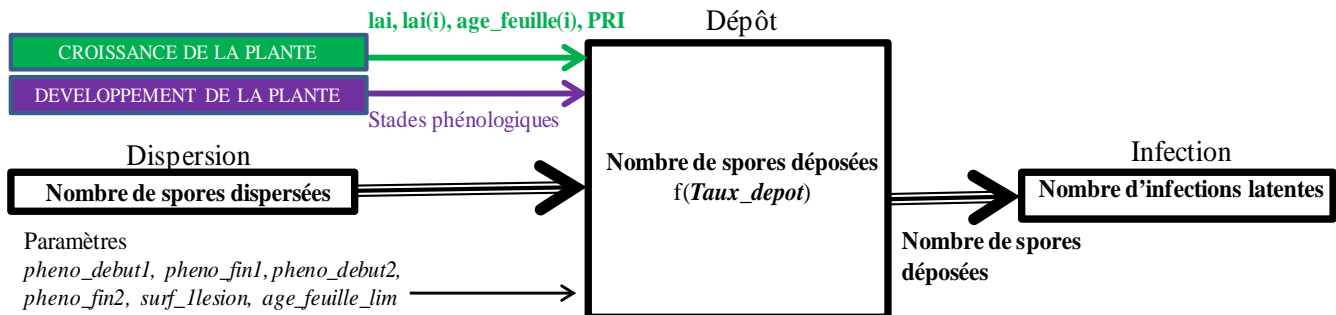 lai, lai(i), age_feuille(i), PRI
Dépôt
CROISSANCE DE LA PLANTE
DEVELOPPEMENT DE LA PLANTE
Stades phénologiques
Dispersion
Nombre de spores dispersées
Nombre de spores déposées
f(Taux_depot)
Infection
Nombre d'infections latentes
Nombre de spores
déposées
Paramètres
pheno_debut1, pheno_fin1, pheno_debut2,
pheno_fin2, surf_1lesion, age_feuille_lim